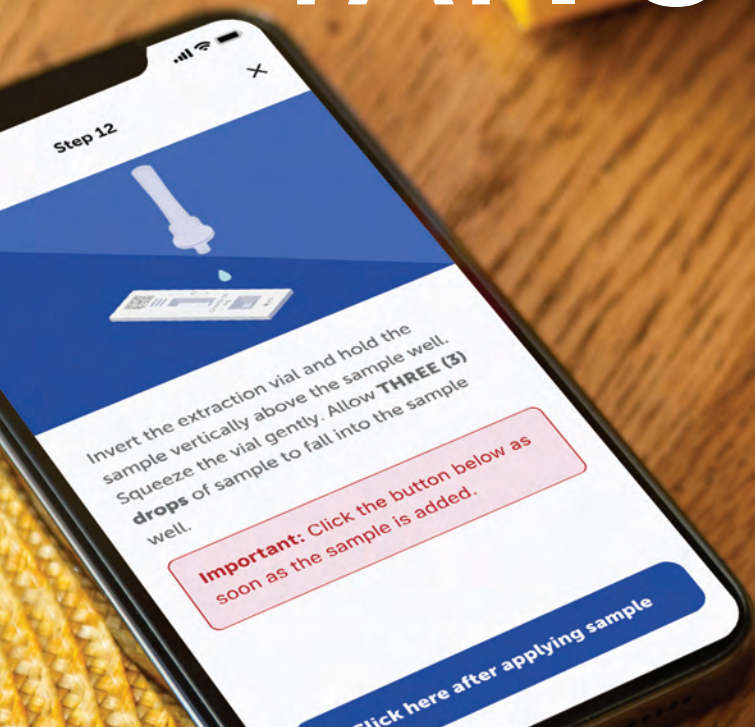 Step 12
Invert the extraction vial and hold the
sample vertically above the sample well.
Squeeze the vial gently. Allow THREE (3)
drops of sample to fall into the sample
well.
Important: Click the button below as
soon as the sample is added.
Click here after applying sample